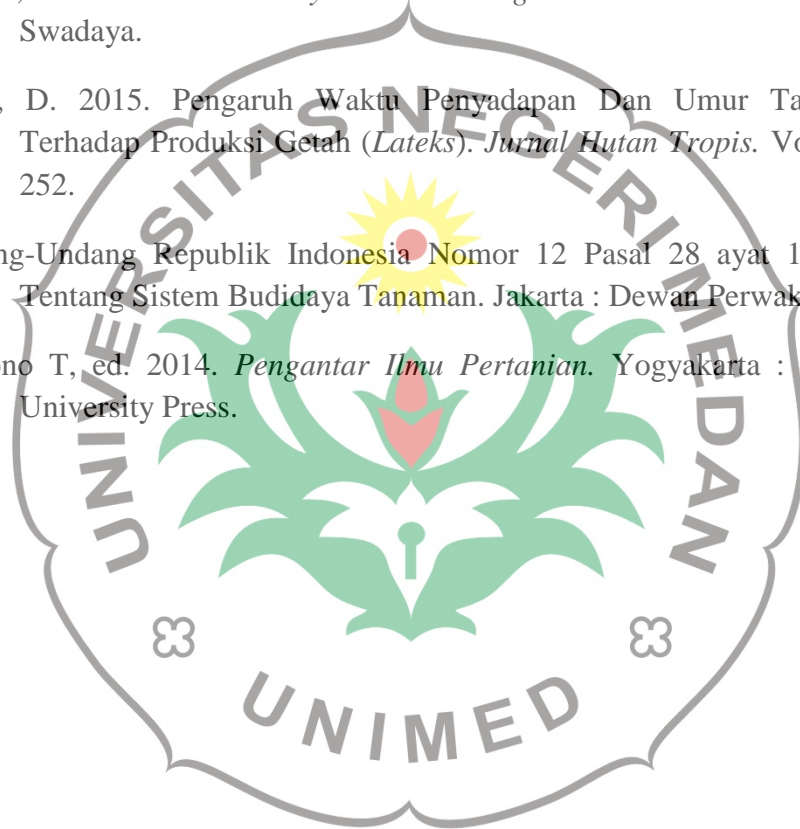 Swadaya.
, D. 2015. Pengaruh Waktu Penyadapan Dan Umur Ta
Terhadap Produksi Getah (Lateks). Jurnal Hutan Tropis. Vo
252.
ng-Undang Republik Indonesia Nomor 12 Pasal 28 ayat 1
Tentang Sistem Budidaya Tanaman. Jakarta : Dewan Perwak
ono T, ed. 2014. Pengantar Ilmu Pertanian. Yogyakarta :
University Press.
UNIVERSITAS NEGERI MEDAN
UNIMED